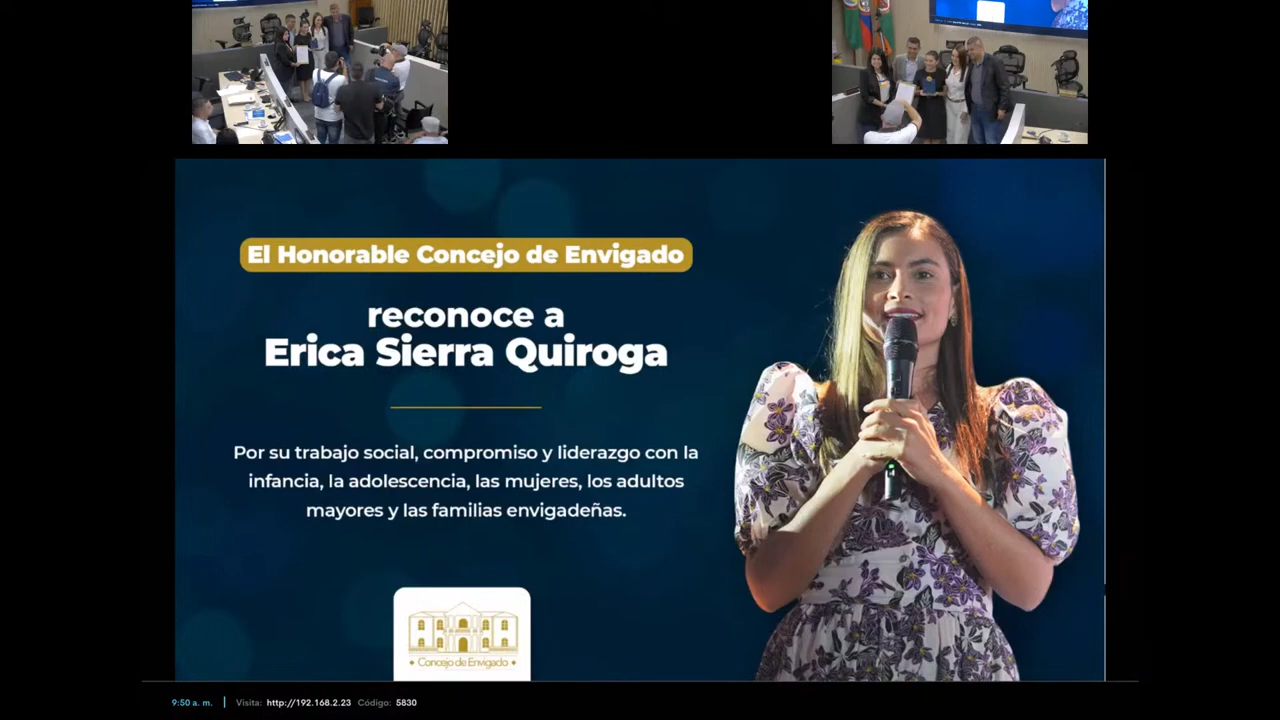 El Honorable Concejo de Envigado
reconoce a
Erica Sierra Quiroga
Por su trabajo social, compromiso y liderazgo con la
infancia, la adolescencia, las mujeres, los adultos
mayores y las familias envigadeñas.
• Concejo de Envigado •
9:50 a. m. | Visita: http://192.168.2.23 Código: 5830